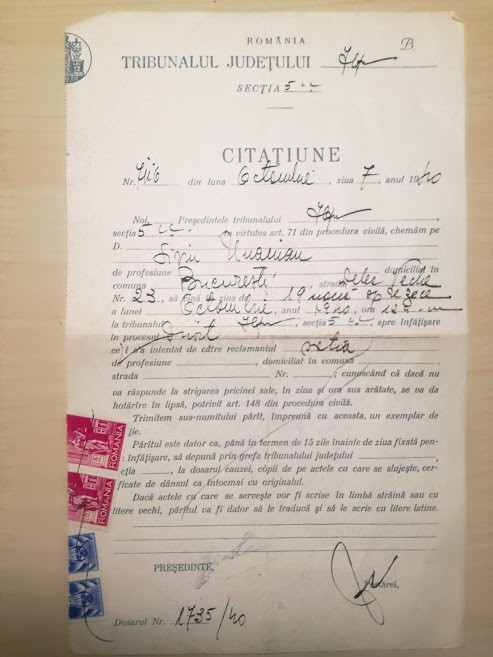 ROMÂNIA
B.
TRIBUNALUL JUDEȚULUI Ilfov
SECȚIA 5
CITAȚIUNE
Nr. din luna Octombrie, ziua 7, anul 1940
Noi, Președintele tribunalului Ilfov
secția 5 în virtutea art. 71 din procedura civilă, chemăm pe
D.
de profesiune domiciliat în
comuna București, strada
Nr. 23, să fină în ziua de 19
a lunei Octombrie, anul 1940, ora 12
la tribunalul Ilfov, secția 5 spre înfățișare
în procesul
ce i s'a intentat de către reclamantul
de profesiune, domiciliat în comuna
strada Nr. ; cunoscând că dacă nu
va răspunde la strigarea pricinei sale, în ziua și ora sus arătate, se va da
hotărîre în lipsă, potrivit art. 148 din procedura civilă.
Trimitem sus-numitului pârît, împreună cu aceasta, un exemplar de
ție.
Pârîtul este dator ca, până în termen de 15 zile înainte de ziua fixată pen-
înfățișare, să depună prin grefa tribunalului județului
ția, la dosarul cauzei, copii de pe actele cu care se slujește, cer-
ficate de dânsul ca întocmai cu originalul.
Dacă actele cu care se servește vor fi scrise în limbă străină sau cu
litere vechi, pârîtul va fi dator să le traducă și să le scrie cu litere latine.
PREȘEDINTE,
Dosarul Nr. 1735/40
ROMANIA
ROMANIA